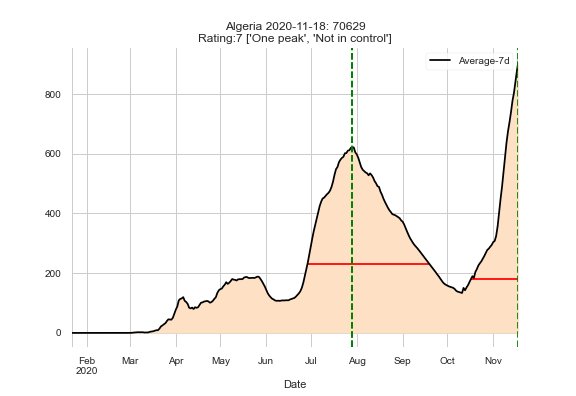 Algeria 2020-11-18: 70629
Rating:7 ['One peak', 'Not in control']
Average-7d
800
600
400
200
0
Feb Mar Apr May Jun Jul Aug Sep Oct Nov
2020
Date